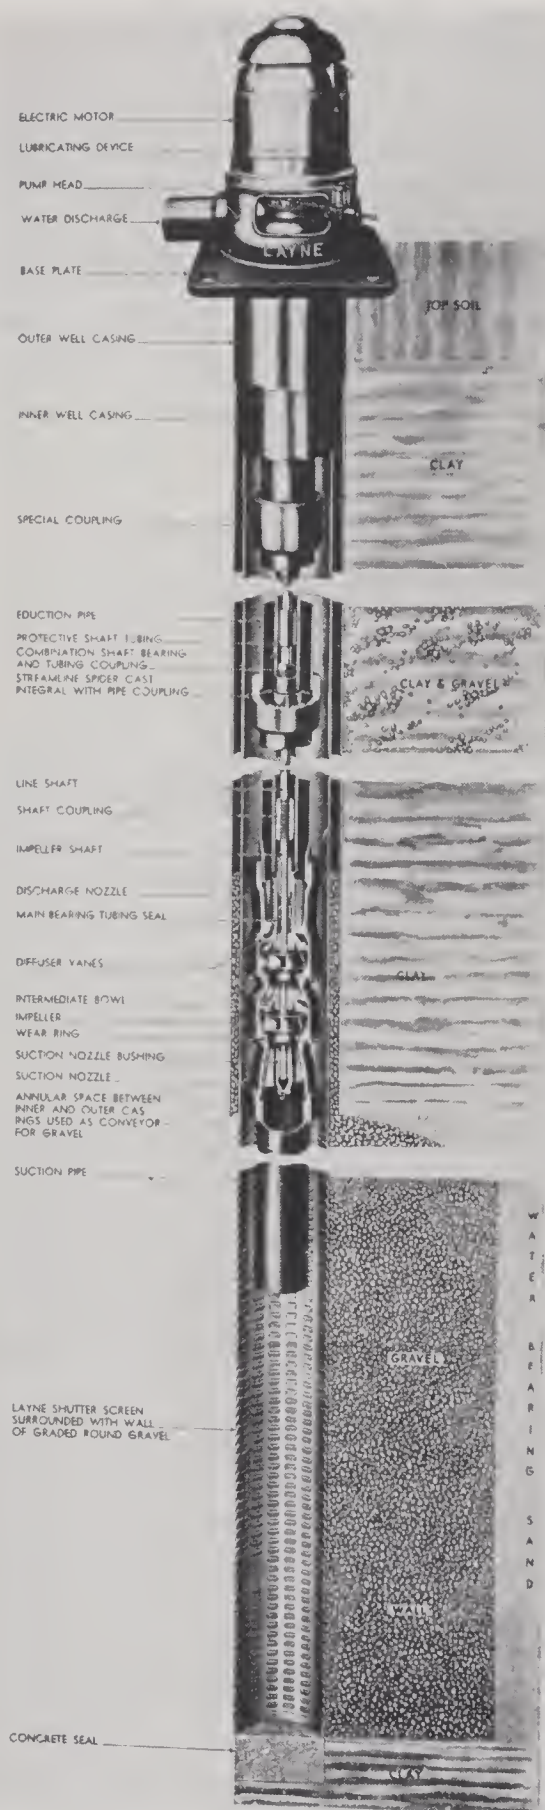 ELECTRIC MOTOR
LUBRICATING DEVICE
PUMP HEAD
WATER DISCHARGE
LAYNE
BASE PLATE
TOP SOIL
OUTER WELL CASING
INNER WELL CASING
CLAY
SPECIAL COUPLING
EDUCTION PIPE
PROTECTIVE SHAFT TUBING
COMBINATION SHAFT BEARING
AND TUBING COUPLING
STREAMLINE SPIDER CAST
INTEGRAL WITH PIPE COUPLING
CLAY & GRAVEL
LINE SHAFT
SHAFT COUPLING
IMPELLER SHAFT
DISCHARGE NOZZLE
MAIN BEARING TUBING SEAL
DIFFUSER VANES
CLAY
INTERMEDIATE BOWL
IMPELLER
WEAR RING
SUCTION NOZZLE BUSHING
SUCTION NOZZLE
ANNULAR SPACE BETWEEN
INNER AND OUTER CAS
INGS USED AS CONVEYOR
FOR GRAVEL
SUCTION PIPE
WATER BEARING SAND
GRAVEL
LAYNE SHUTTER SCREEN
SURROUNDED WITH WALL
OF GRADED ROUND GRAVEL
WALL
CONCRETE SEAL
CLAY